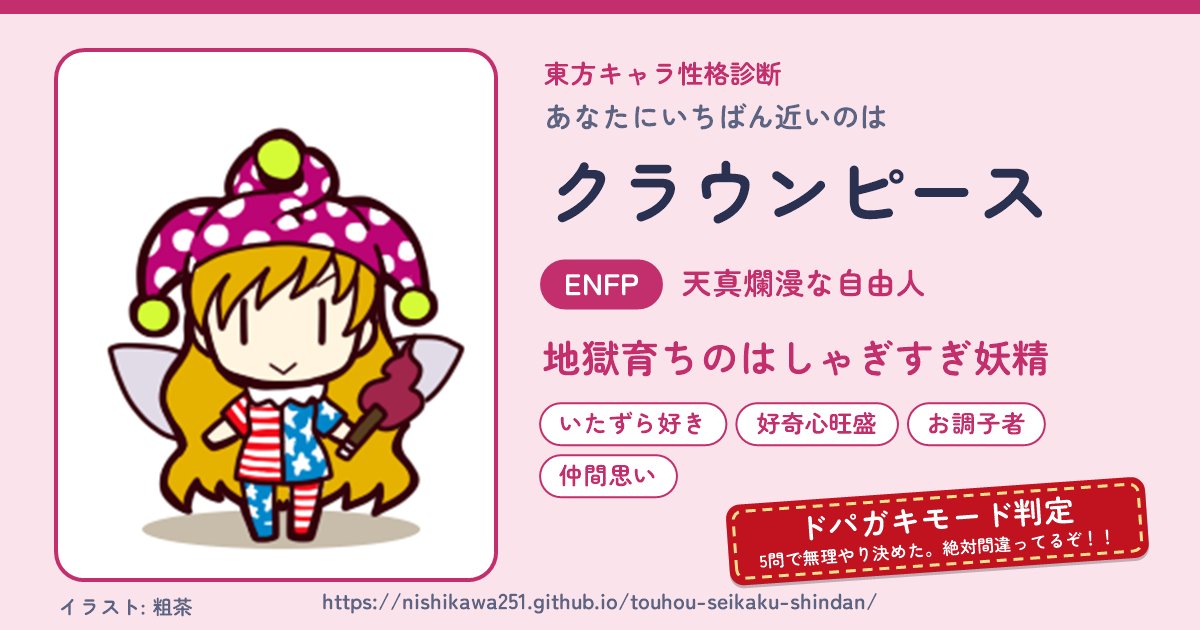 東方キャラ性格診断
あなたにいちばん近いのは
クラウンピース
ENFP 天真爛漫な自由人
地獄育ちのはしゃぎすぎ妖精
いたずら好き 好奇心旺盛 お調子者
仲間思い
ドパガキモード判定
5問で無理やり決めた。絶対間違ってるぞ！！
イラスト: 粗茶
https://nishikawa251.github.io/touhou-seikaku-shindan/